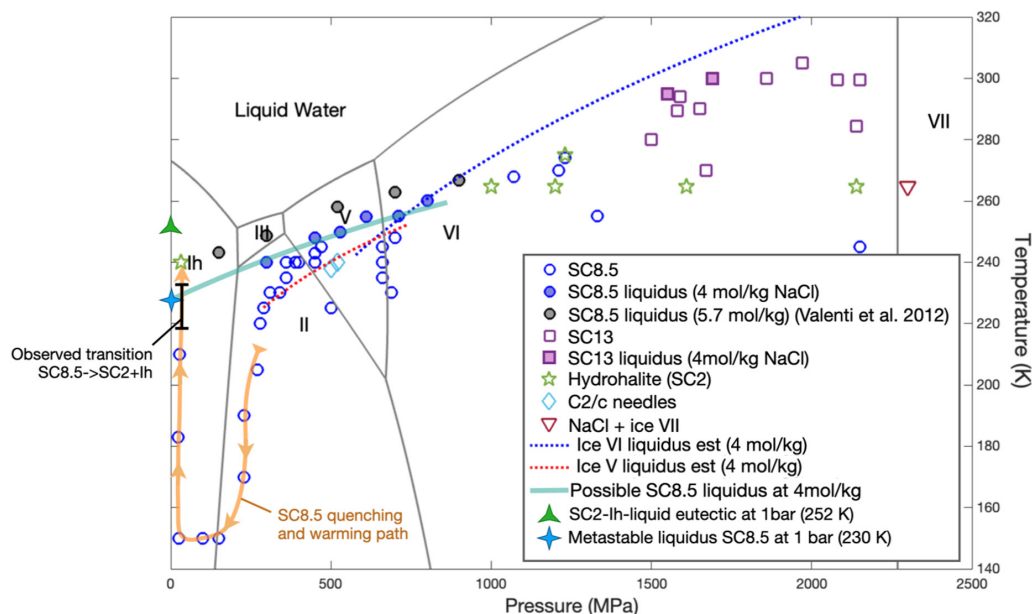 320
300
280
260
240
220
200
180
160
140
Temperature (K)
0
500
1000
1500
2000
2500
Pressure (MPa)
Liquid Water
VII
III
V
VI
Ih
II
Observed transition
SC8.5->SC2+Ih
SC8.5 quenching
and warming path
SC8.5
SC8.5 liquidus (4 mol/kg NaCl)
SC8.5 liquidus (5.7 mol/kg) (Valenti et al. 2012)
SC13
SC13 liquidus (4mol/kg NaCl)
Hydrohalite (SC2)
C2/c needles
NaCl + ice VII
Ice VI liquidus est (4 mol/kg)
Ice V liquidus est (4 mol/kg)
Possible SC8.5 liquidus at 4mol/kg
SC2-Ih-liquid eutectic at 1bar (252 K)
Metastable liquidus SC8.5 at 1 bar (230 K)